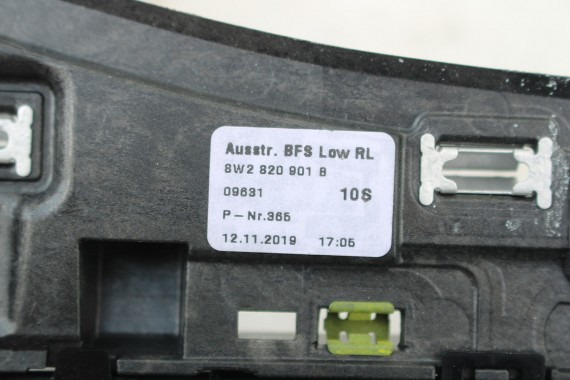 Ausstr. BFS Low RL
8W2 820 901 B
09631 10S
P-Nr.365
12.11.2019 17:05